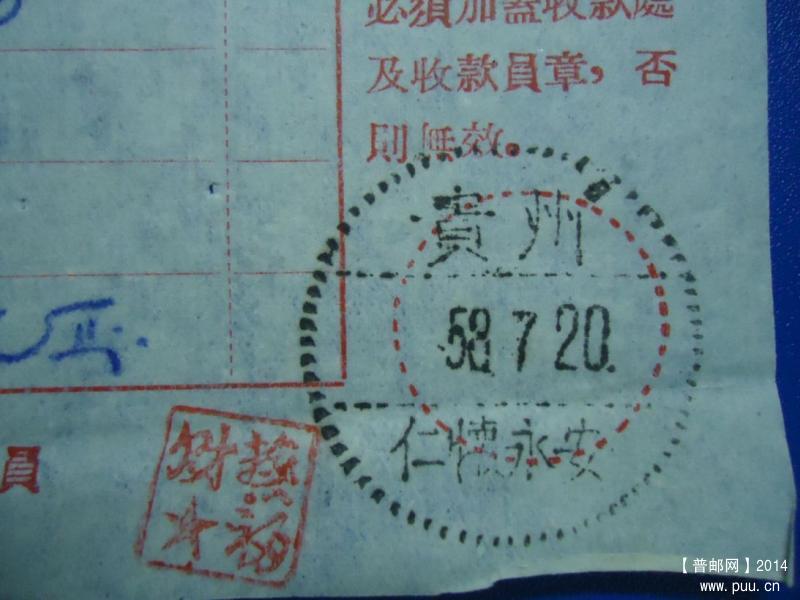 必須加蓋收款處
及收款員章，否
則無效。
貴州
58.7.20.
仁懷永安
員
【普邮网】2014
www.puu.cn